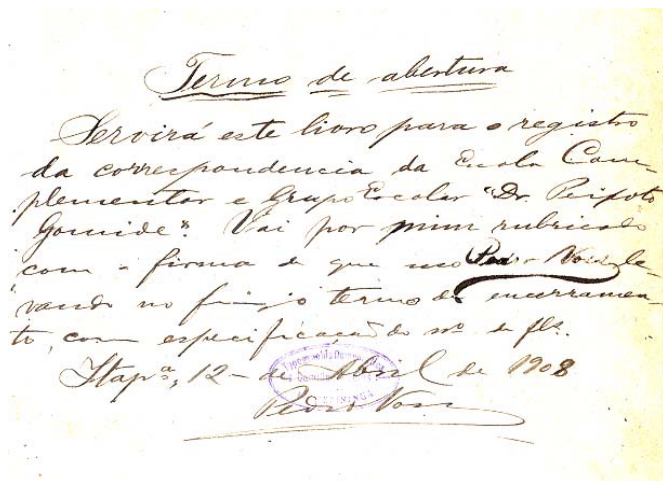 Termo de abertura
Servirá este livro para o registro
da correspondencia da Escola Com-
plementar e Grupo Escolar "Dr. Peixoto
Gomide". Vai por mim rubricado
com a firma de que uso Pedro Voss, le-
vando no fim o termo de encerramen-
to, com especificação do nº de fls.
Itapª, 12 - de Abril de 1908
Pedro Voss